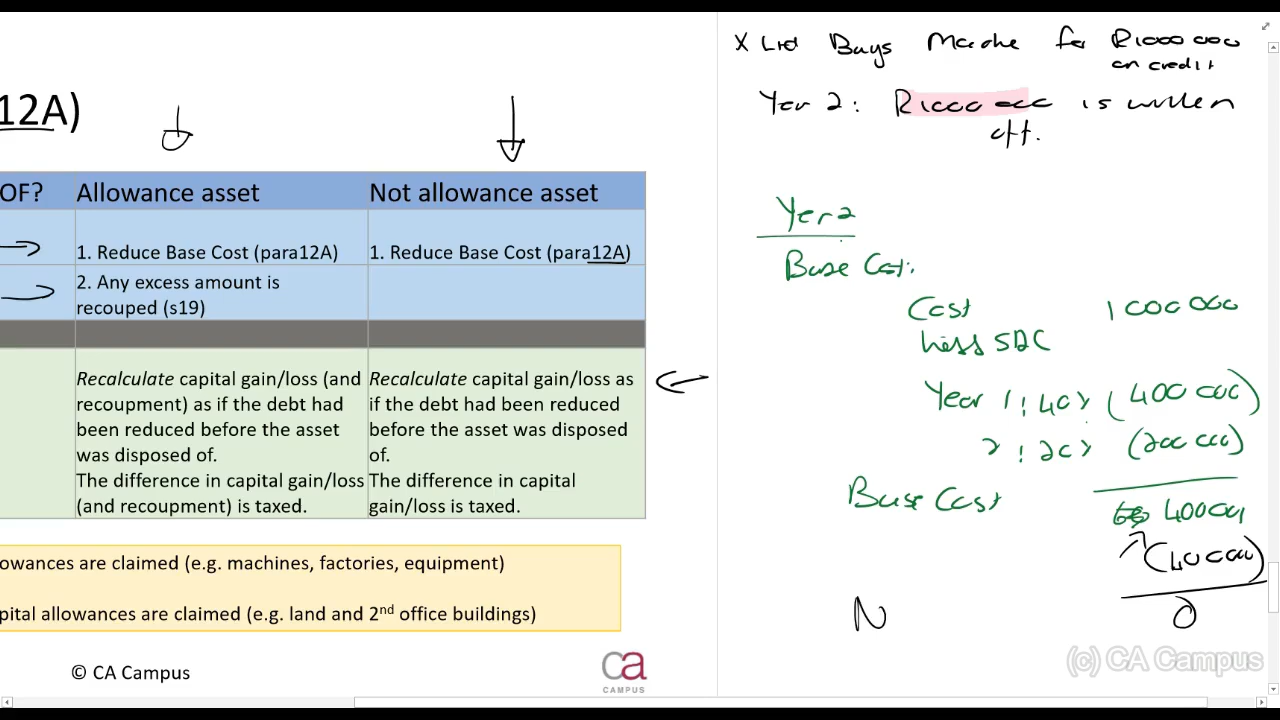 12A)
OF? Allowance asset Not allowance asset
1. Reduce Base Cost (para12A) 1. Reduce Base Cost (para12A)
2. Any excess amount is
recouped (s19)
Recalculate capital gain/loss (and
recoupment) as if the debt had
been reduced before the asset
was disposed of.
The difference in capital gain/loss
(and recoupment) is taxed.
Recalculate capital gain/loss as
if the debt had been reduced
before the asset was disposed
of.
The difference in capital
gain/loss is taxed.
owances are claimed (e.g. machines, factories, equipment)
pital allowances are claimed (e.g. land and 2nd office buildings)
© CA Campus
ca
CAMPUS
X Ltd Buys for R1000 000
on credit
Year 2: R1000 000 is written
off.
Year 2
Base Cost:
Cost 1 000 000
Less
Year 1: 40% (400 000)
2: 20% (200 000)
Base Cost 400 000
(400 000)
0
N
(c) CA Campus